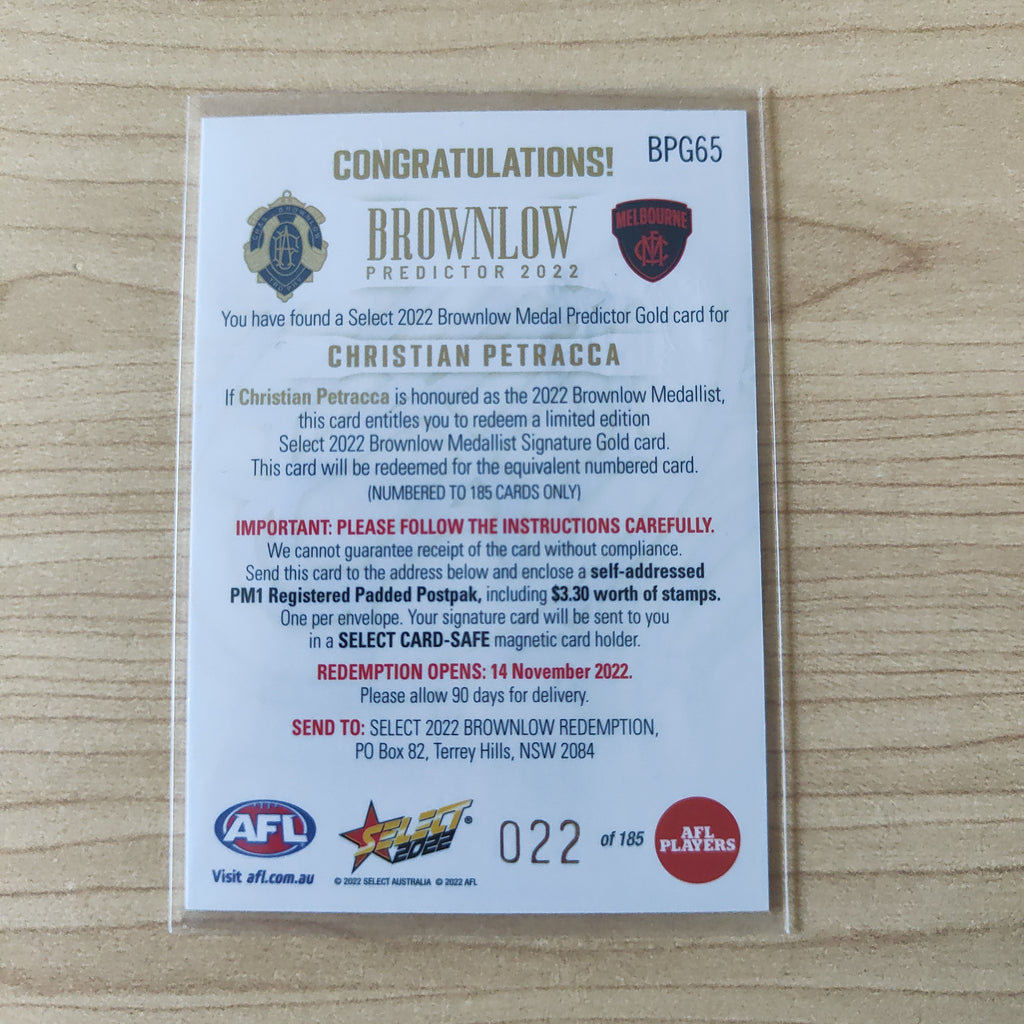 CONGRATULATIONS!
BPG65
BROWNLOW
PREDICTOR 2022
MELBOURNE
You have found a Select 2022 Brownlow Medal Predictor Gold card for
CHRISTIAN PETRACCA
If Christian Petracca is honoured as the 2022 Brownlow Medallist,
this card entitles you to redeem a limited edition
Select 2022 Brownlow Medallist Signature Gold card.
This card will be redeemed for the equivalent numbered card.
(NUMBERED TO 185 CARDS ONLY)
IMPORTANT: PLEASE FOLLOW THE INSTRUCTIONS CAREFULLY.
We cannot guarantee receipt of the card without compliance.
Send this card to the address below and enclose a self-addressed
PM1 Registered Padded Postpak, including $3.30 worth of stamps.
One per envelope. Your signature card will be sent to you
in a SELECT CARD-SAFE magnetic card holder.
REDEMPTION OPENS: 14 November 2022.
Please allow 90 days for delivery.
SEND TO: SELECT 2022 BROWNLOW REDEMPTION,
PO Box 82, Terrey Hills, NSW 2084
AFL
Visit afl.com.au
SELECT®
2022
© 2022 SELECT AUSTRALIA © 2022 AFL
022 of 185
AFL
PLAYERS